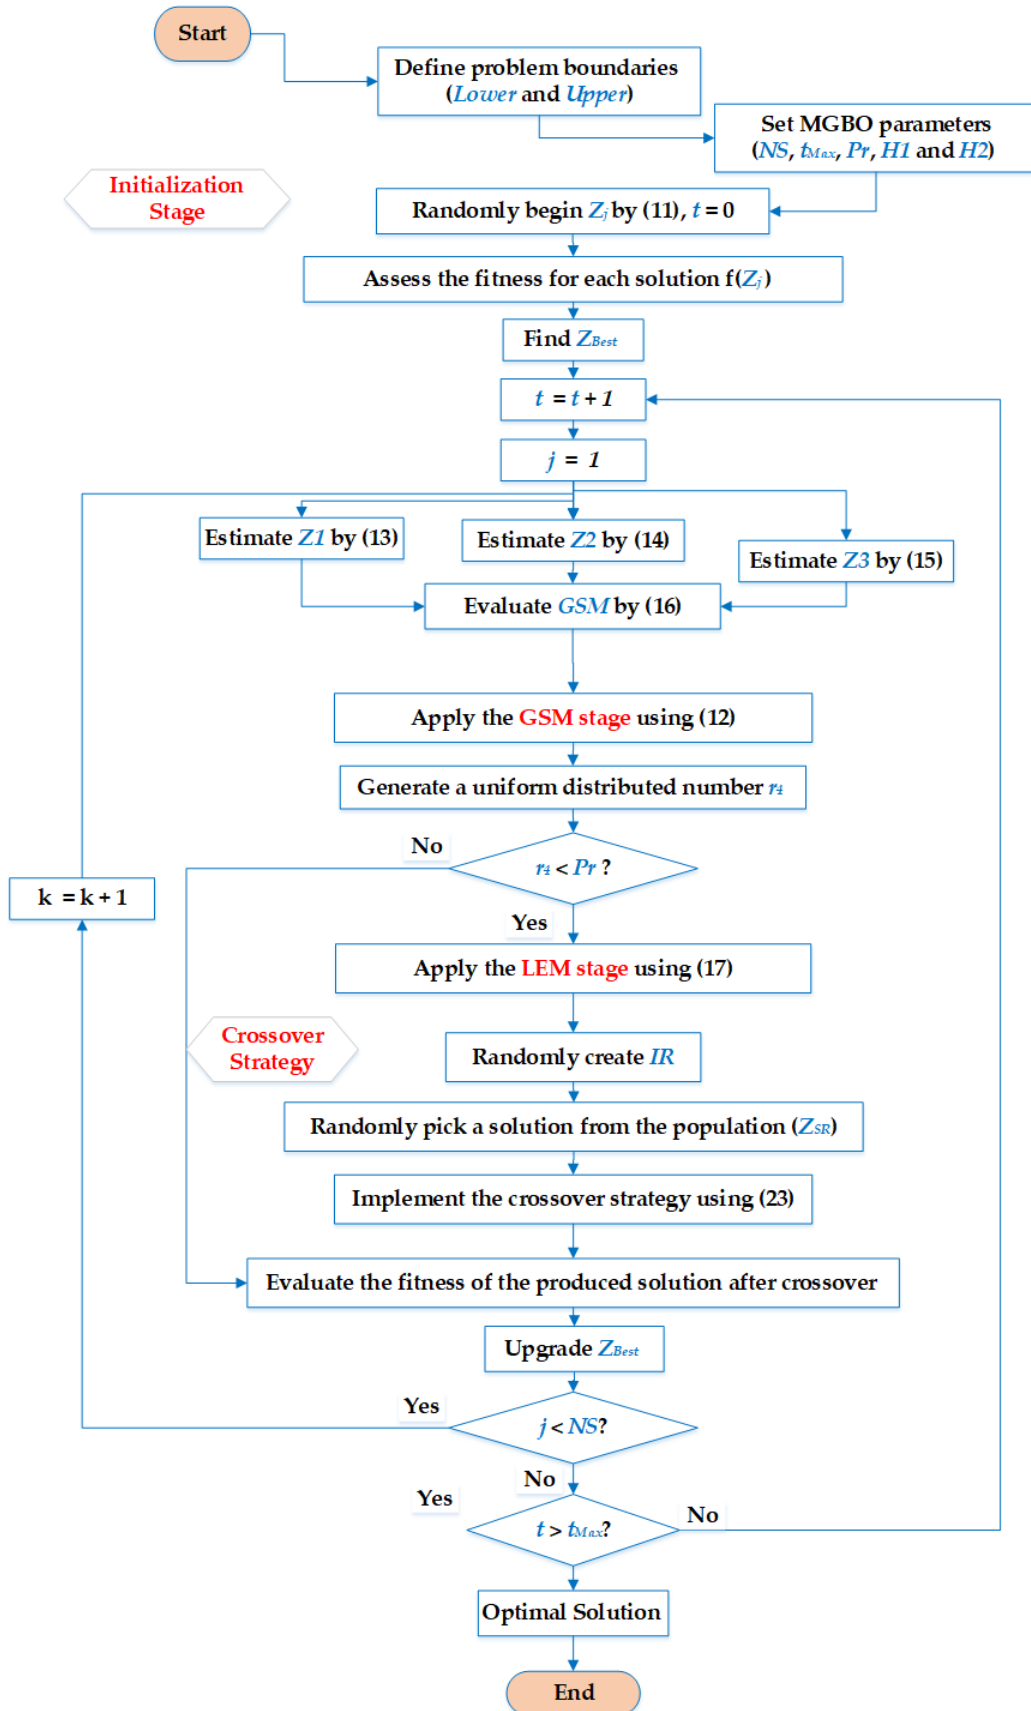 Start
Define problem boundaries
(Lower and Upper)
Set MGBO parameters
(NS, tMax, Pr, H1 and H2)
Initialization
Stage
Randomly begin Zj by (11), t = 0
Assess the fitness for each solution f(Zj)
Find ZBest
t = t + 1
j = 1
Estimate Z1 by (13)
Estimate Z2 by (14)
Estimate Z3 by (15)
Evaluate GSM by (16)
Apply the GSM stage using (12)
Generate a uniform distributed number r4
No
r4 < Pr ?
k = k + 1
Yes
Apply the LEM stage using (17)
Crossover
Strategy
Randomly create IR
Randomly pick a solution from the population (ZSR)
Implement the crossover strategy using (23)
Evaluate the fitness of the produced solution after crossover
Upgrade ZBest
Yes
j < NS?
No
Yes
t > tMax?
No
Optimal Solution
End